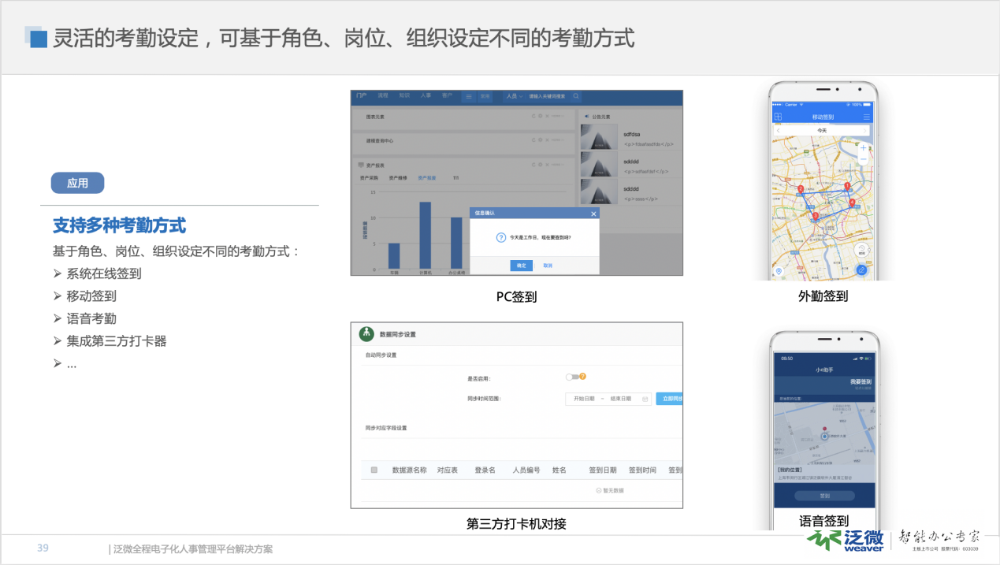 灵活的考勤设定，可基于角色、岗位、组织设定不同的考勤方式
应用
支持多种考勤方式
基于角色、岗位、组织设定不同的考勤方式：
➢ 系统在线签到
➢ 移动签到
➢ 语音考勤
➢ 集成第三方打卡器
➢ ...
门户 流程 知识 人事 客户 人员 请输入关键词搜索
图表元素
建模查询中心
资产报表
资产采购 资产维修 资产报废 111
15
10
5
0
车辆 计算机 办公桌椅
公告元素
sdfdsa
sdddd
sdddd
<p>ssss</p>
信息确认
今天是工作日，现在要签到吗?
确定 取消
PC签到
Carrier 100%
移动签到
今天
外勤签到
数据同步设置
自动同步设置
是否启用：
同步时间范围： 开始日期 ~ 结束日期 立即同步
同步对应字段设置
数据源名称 对应表 登录名 人员编号 姓名 签到日期 签到时间 签到
暂无数据
第三方打卡机对接
08:50
小e助手
我要签到
【我的位置】
签到
语音签到
39
|泛微全程电子化人事管理平台解决方案
泛微
weaver
智能办公专家
主板上市公司 股票代码：603039